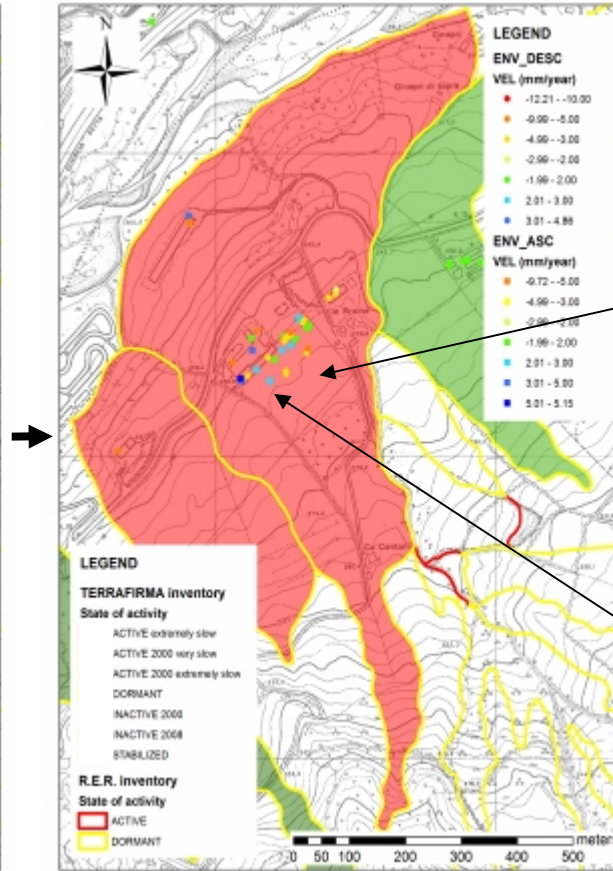 N
LEGEND
ENV_DESC
VEL (mm/year)
-12.21 - -10.00
-9.99 - -5.00
-4.99 - -3.00
-2.99 - -2.00
-1.99 - 2.00
2.01 - 3.00
3.01 - 4.86
ENV_ASC
VEL (mm/year)
-9.72 - -5.00
-4.99 - -3.00
-2.99 - -2.00
-1.99 - 2.00
2.01 - 3.00
3.01 - 5.00
5.01 - 5.15
LEGEND
TERRAFIRMA inventory
State of activity
ACTIVE extremely slow
ACTIVE 2000 very slow
ACTIVE 2000 extremely slow
DORMANT
INACTIVE 2000
INACTIVE 2008
STABILIZED
R.E.R. inventory
State of activity
ACTIVE
DORMANT
meters
0 50 100 200 300 400 500